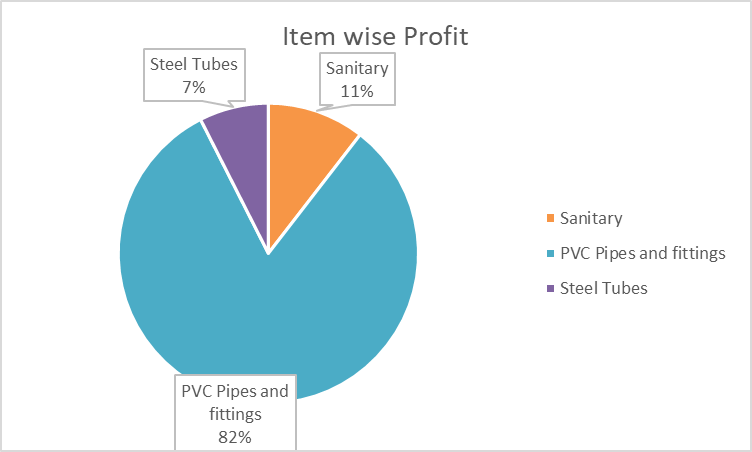 Item wise Profit
Steel Tubes
7%
Sanitary
11%
PVC Pipes and
fittings
82%
Sanitary
PVC Pipes and fittings
Steel Tubes